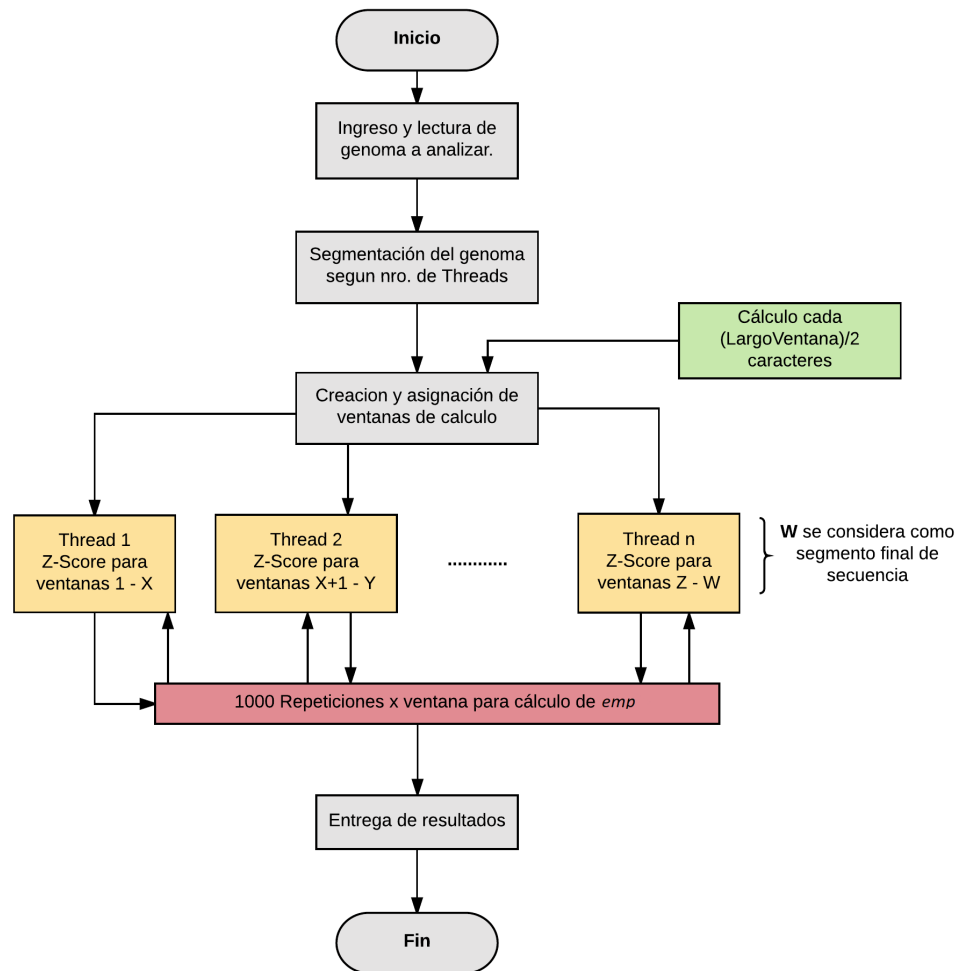 Inicio
Ingreso y lectura de
genoma a analizar.
Segmentación del genoma
segun nro. de Threads
Cálculo cada
(LargoVentana)/2
caracteres
Creacion y asignación de
ventanas de calculo
Thread 1
Z-Score para
ventanas 1 - X
Thread 2
Z-Score para
ventanas X+1 - Y
............
Thread n
Z-Score para
ventanas Z - W
W se considera como
segmento final de
secuencia
1000 Repeticiones x ventana para cálculo de emp
Entrega de resultados
Fin